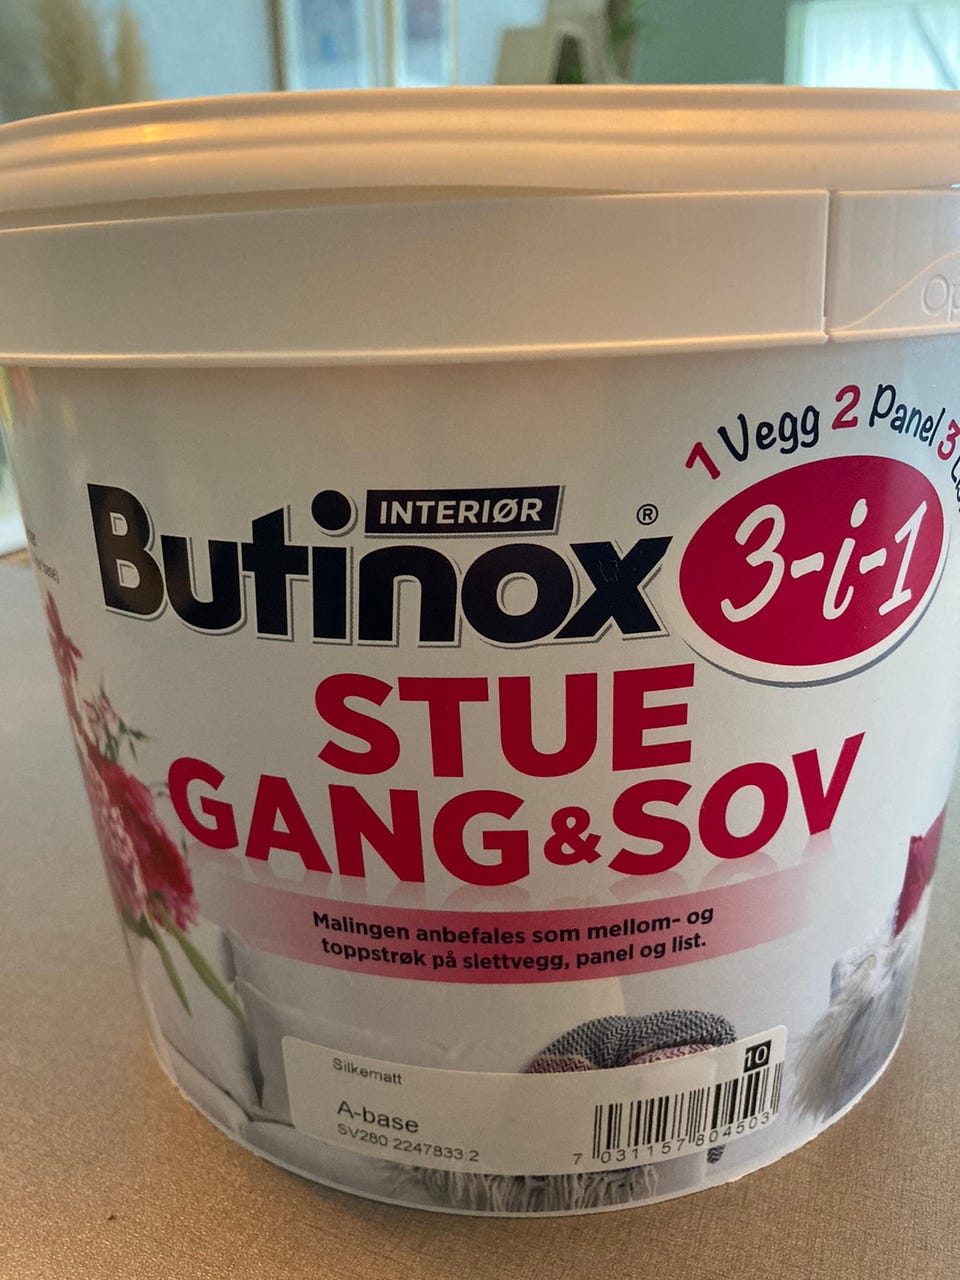 1 Vegg 2 Panel 3
INTERIØR
Butinox ®
3-i-1
STUE
GANG & SOV
Malingen anbefales som mellom- og
toppstrøk på slettvegg, panel og list.
Silkematt
10
A-base
SV280 2247833:2
7 031157 804503